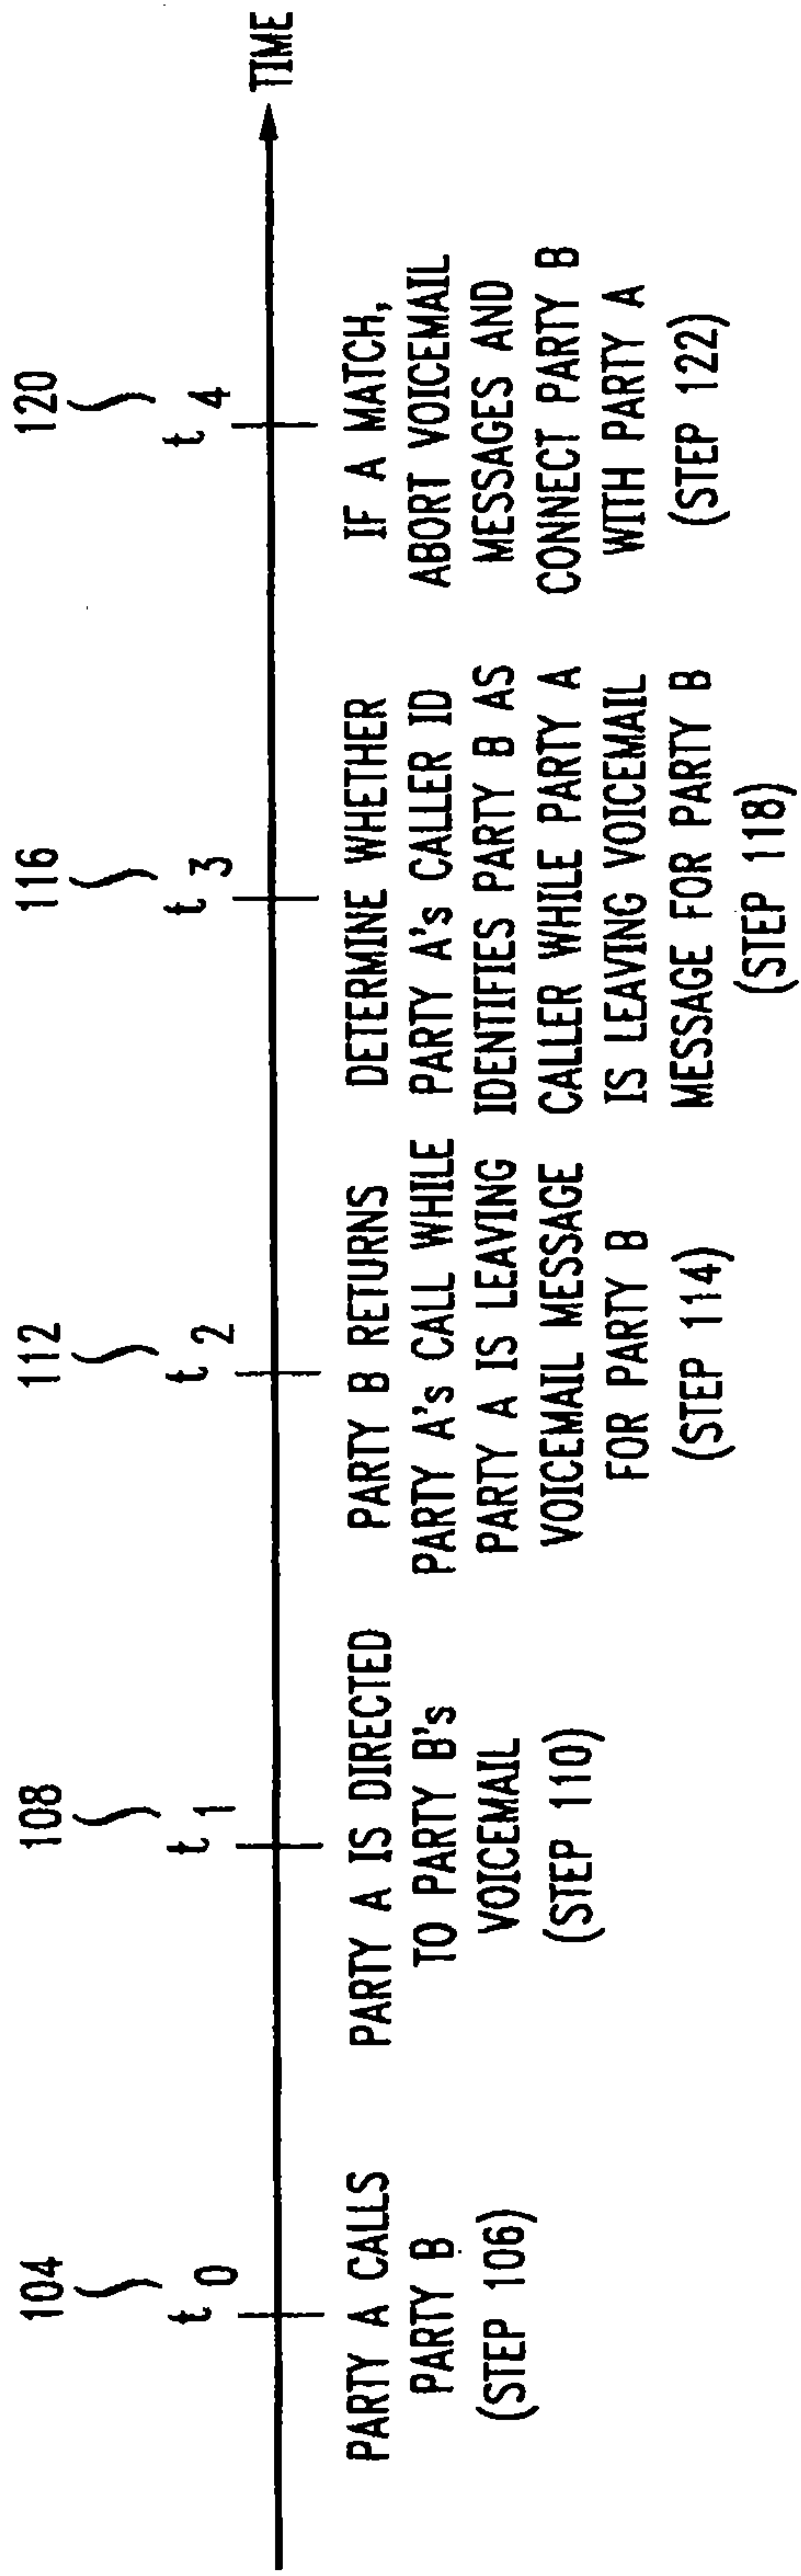 104
t 0
PARTY A CALLS
PARTY B
(STEP 106)
108
t 1
PARTY A IS DIRECTED
TO PARTY B's
VOICEMAIL
(STEP 110)
112
t 2
PARTY B RETURNS
PARTY A's CALL WHILE
PARTY A IS LEAVING
VOICEMAIL MESSAGE
FOR PARTY B
(STEP 114)
116
t 3
DETERMINE WHETHER
PARTY A's CALLER ID
IDENTIFIES PARTY B AS
CALLER WHILE PARTY A
IS LEAVING VOICEMAIL
MESSAGE FOR PARTY B
(STEP 118)
120
t 4
IF A MATCH,
ABORT VOICEMAIL
MESSAGES AND
CONNECT PARTY B
WITH PARTY A
(STEP 122)
TIME